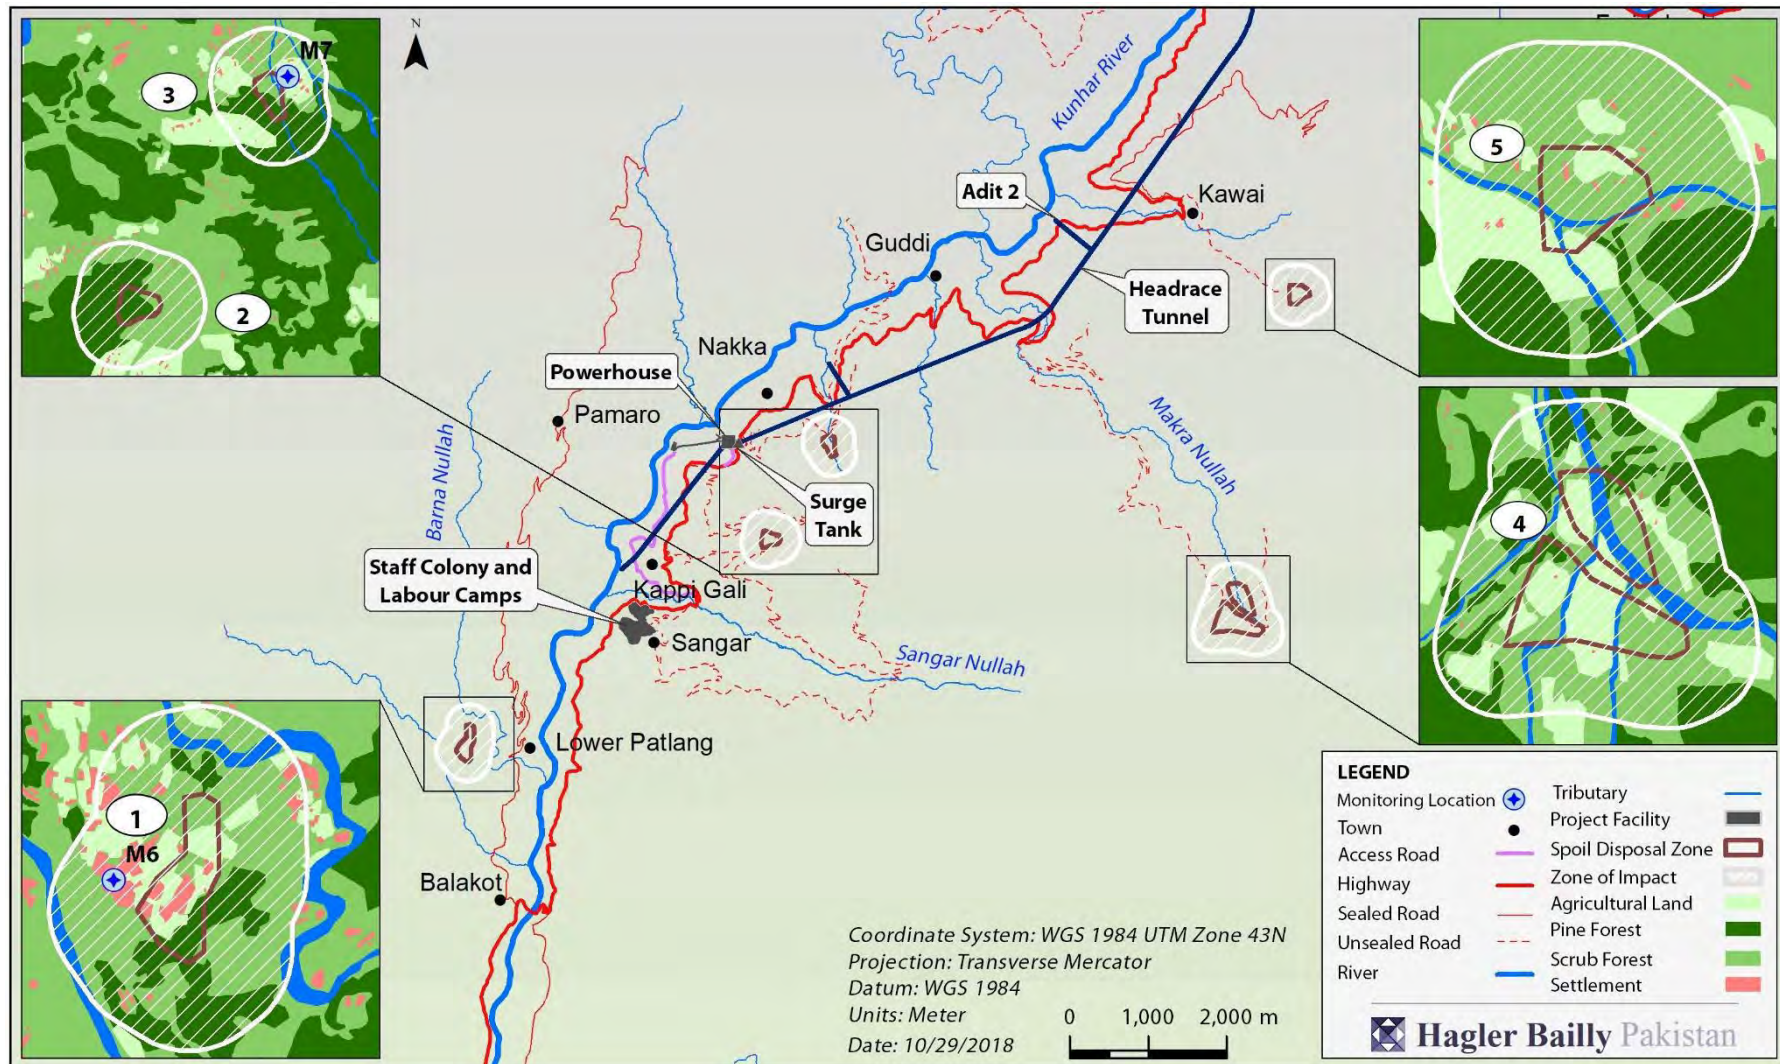 M7
3
2
N
Kunhar River
Adit 2
Kawai
Guddi
Headrace
Tunnel
5
Nakka
Powerhouse
Pamaro
Barna Nullah
Makra Nullah
Surge
Tank
4
Staff Colony and
Labour Camps
Kappi Gali
Sangar
Sangar Nullah
1
M6
Lower Patlang
Balakot
Coordinate System: WGS 1984 UTM Zone 43N
Projection: Transverse Mercator
Datum: WGS 1984
Units: Meter
Date: 10/29/2018
0 1,000 2,000 m
LEGEND
Monitoring Location
Town
Access Road
Highway
Sealed Road
Unsealed Road
River
Tributary
Project Facility
Spoil Disposal Zone
Zone of Impact
Agricultural Land
Pine Forest
Scrub Forest
Settlement
Hagler Bailly Pakistan